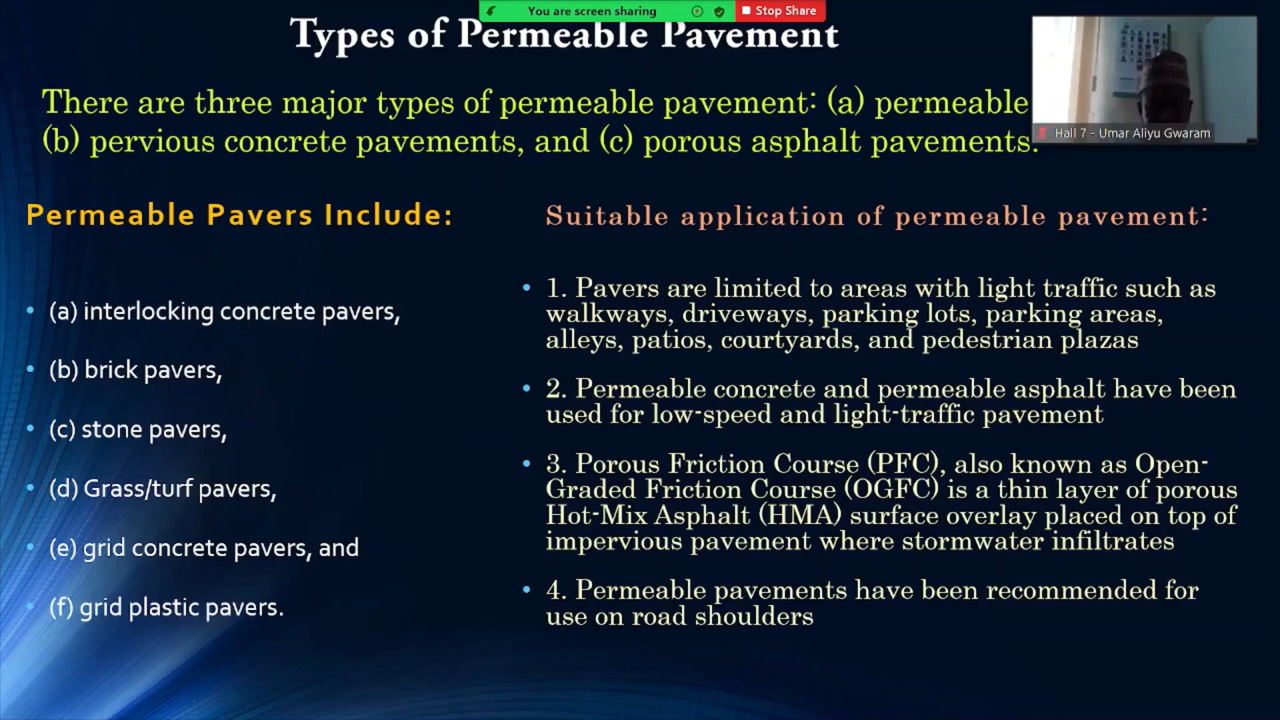 You are screen sharing
Stop Share
Types of Permeable Pavement
There are three major types of permeable pavement: (a) permeable
(b) pervious concrete pavements, and (c) porous asphalt pavements.
Hall 7 - Umar Aliyu Gwaram
Permeable Pavers Include:
(a) interlocking concrete pavers,
(b) brick pavers,
(c) stone pavers,
(d) Grass/turf pavers,
(e) grid concrete pavers, and
(f) grid plastic pavers.
Suitable application of permeable pavement:
1. Pavers are limited to areas with light traffic such as
walkways, driveways, parking lots, parking areas,
alleys, patios, courtyards, and pedestrian plazas
2. Permeable concrete and permeable asphalt have been
used for low-speed and light-traffic pavement
3. Porous Friction Course (PFC), also known as Open-
Graded Friction Course (OGFC) is a thin layer of porous
Hot-Mix Asphalt (HMA) surface overlay placed on top of
impervious pavement where stormwater infiltrates
4. Permeable pavements have been recommended for
use on road shoulders